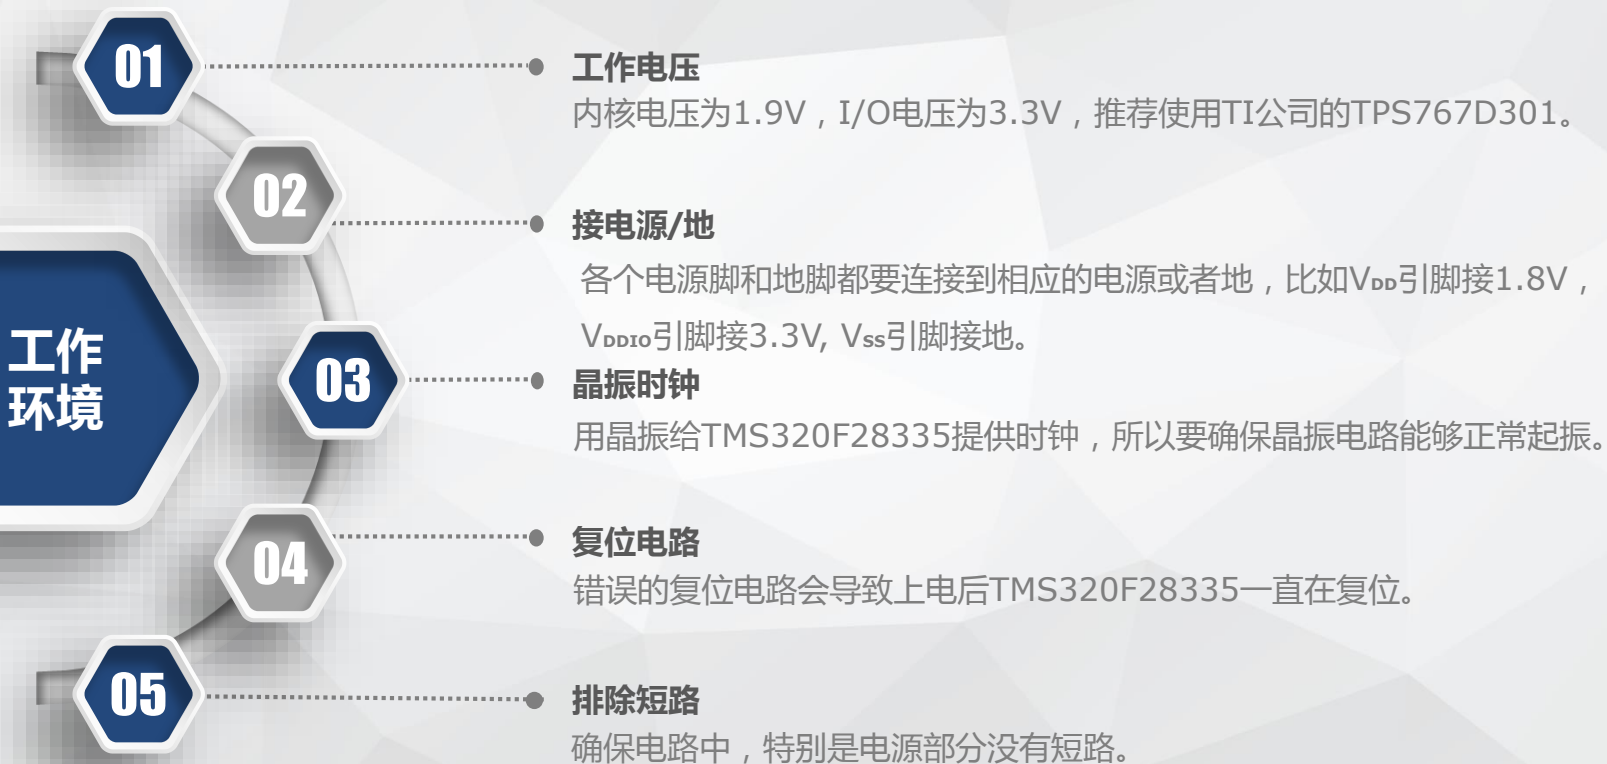 01
工作电压
内核电压为1.9V，I/O电压为3.3V，推荐使用TI公司的TPS767D301。
02
接电源/地
各个电源脚和地脚都要连接到相应的电源或者地，比如VDD引脚接1.8V，
VDDIO引脚接3.3V, Vss引脚接地。
工作
环境
03
晶振时钟
用晶振给TMS320F28335提供时钟，所以要确保晶振电路能够正常起振。
04
复位电路
错误的复位电路会导致上电后TMS320F28335一直在复位。
05
排除短路
确保电路中，特别是电源部分没有短路。